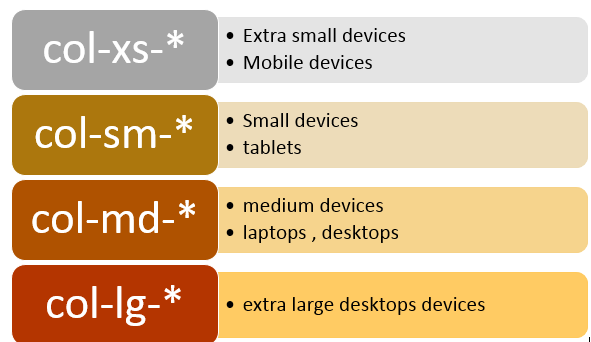 col-xs-*
• Extra small devices
• Mobile devices
col-sm-*
• Small devices
• tablets
col-md-*
• medium devices
• laptops , desktops
col-lg-*
• extra large desktops devices